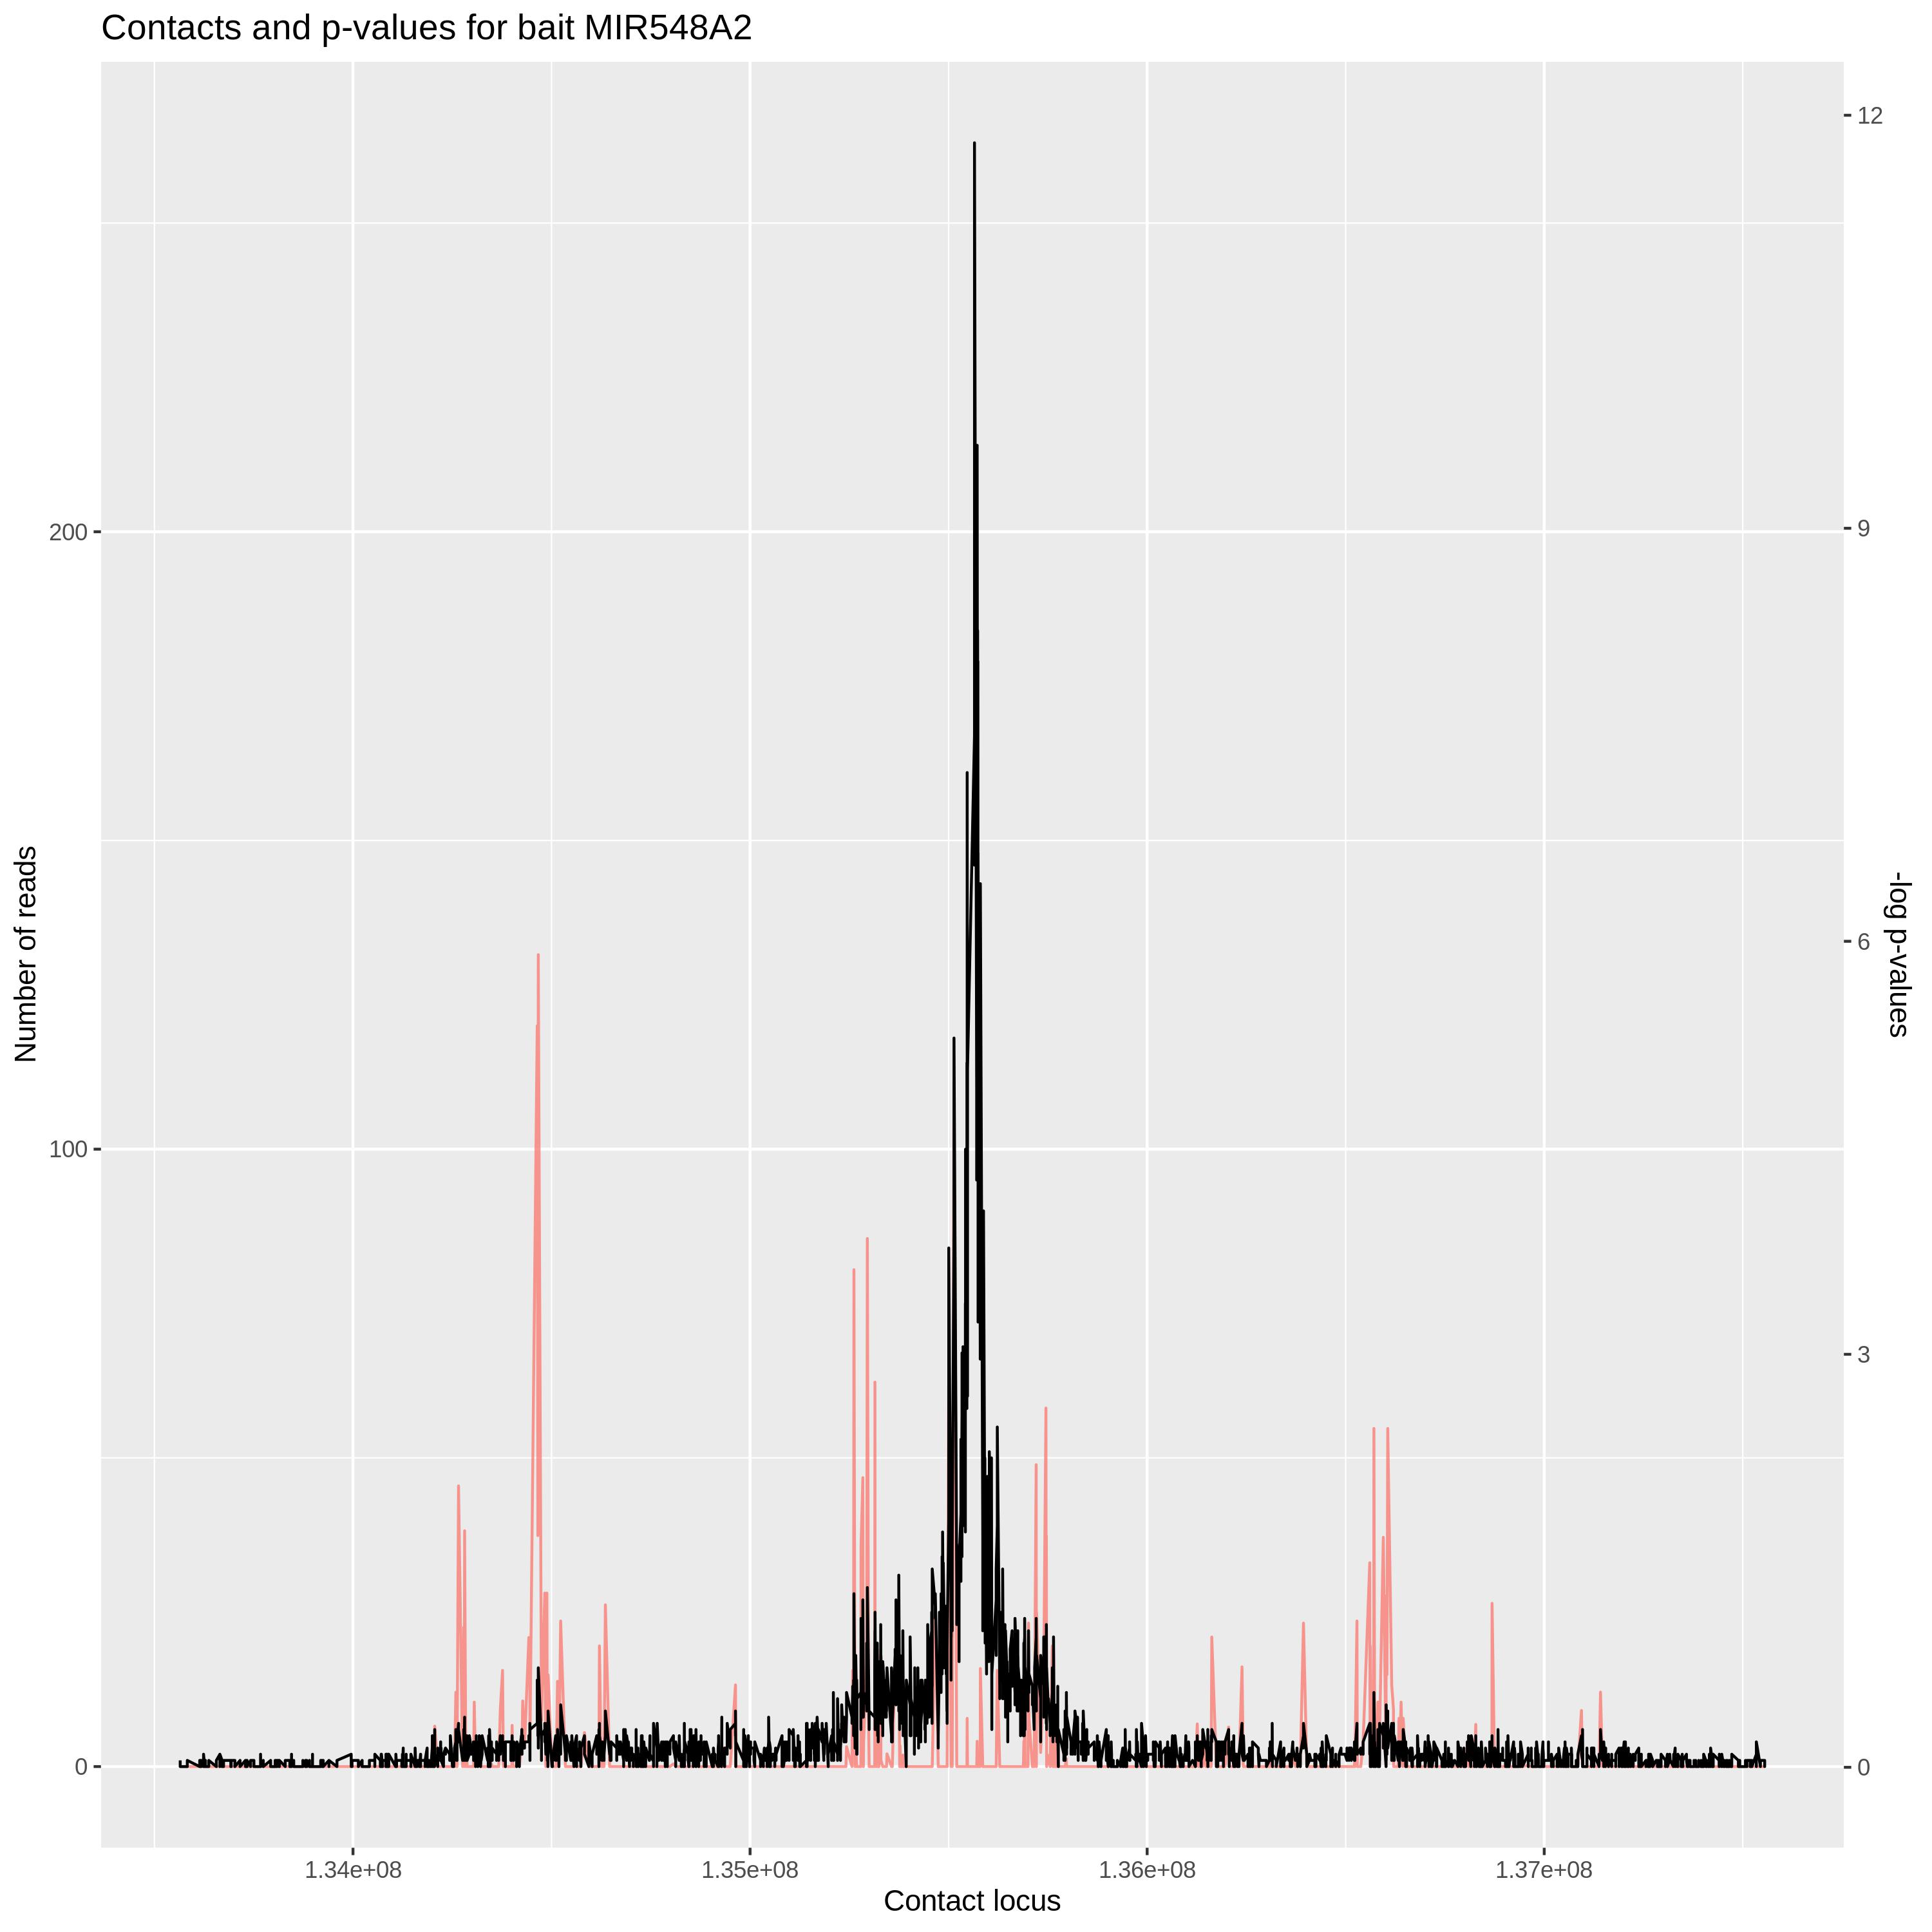 Contacts and p-values for bait MIR548A2
Number of reads
200
100
0
12
9
6
3
0
-log p-values
1.34e+08
1.35e+08
1.36e+08
1.37e+08
Contact locus